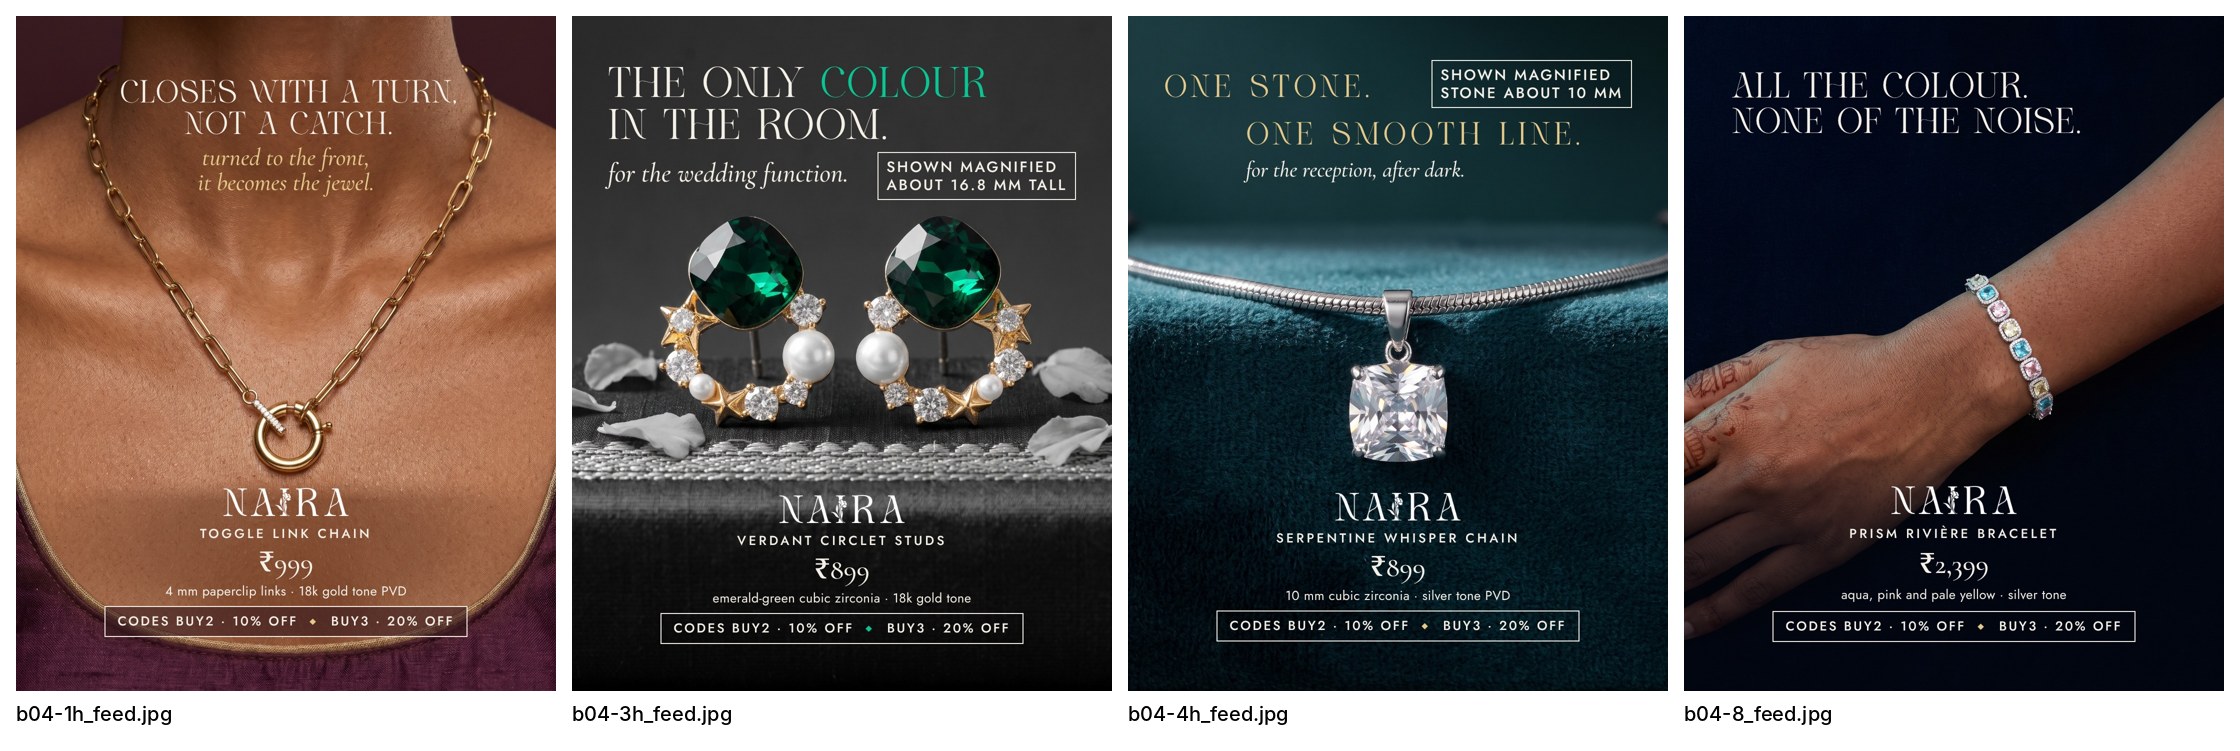 CLOSES WITH A TURN,
NOT A CATCH.
turned to the front,
it becomes the jewel.
NAIRA
TOGGLE LINK CHAIN
₹999
4 mm paperclip links · 18k gold tone PVD
CODES BUY2 · 10% OFF ◆ BUY3 · 20% OFF
b04-1h_feed.jpg
THE ONLY COLOUR
IN THE ROOM.
for the wedding function.
SHOWN MAGNIFIED
ABOUT 16.8 MM TALL
NAIRA
VERDANT CIRCLET STUDS
₹899
emerald-green cubic zirconia · 18k gold tone
CODES BUY2 · 10% OFF ◆ BUY3 · 20% OFF
b04-3h_feed.jpg
ONE STONE.
SHOWN MAGNIFIED
STONE ABOUT 10 MM
ONE SMOOTH LINE.
for the reception, after dark.
NAIRA
SERPENTINE WHISPER CHAIN
₹899
10 mm cubic zirconia · silver tone PVD
CODES BUY2 · 10% OFF ◆ BUY3 · 20% OFF
b04-4h_feed.jpg
ALL THE COLOUR.
NONE OF THE NOISE.
NAIRA
PRISM RIVIÈRE BRACELET
₹2,399
aqua, pink and pale yellow · silver tone
CODES BUY2 · 10% OFF ◆ BUY3 · 20% OFF
b04-8_feed.jpg